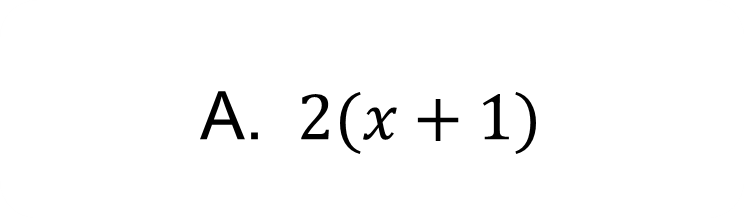 A. 2(x + 1)